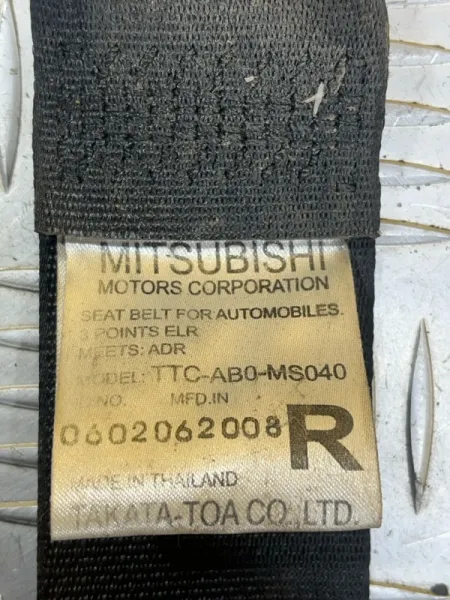 MITSUBISHI
MOTORS CORPORATION
SEAT BELT FOR AUTOMOBILES.
3 POINTS ELR
MEETS: ADR
MODEL: TTC-AB0-MS040
NO. MFD.IN
0602062008 R
MADE IN THAILAND
TAKATA-TOA CO.,LTD.